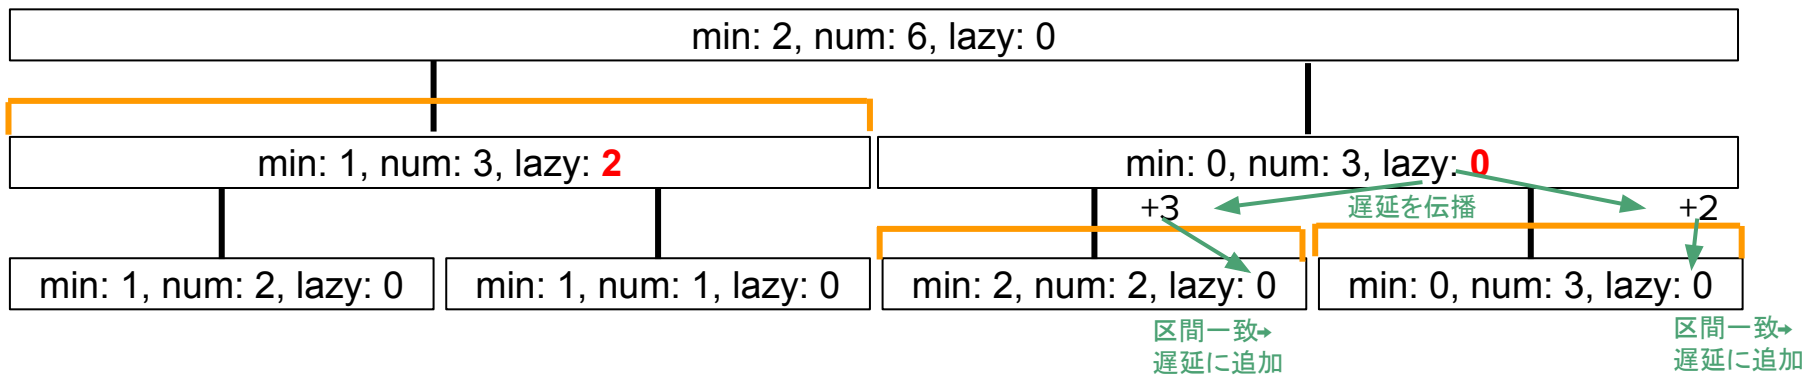 min: 2, num: 6, lazy: 0
min: 1, num: 3, lazy: 2
min: 0, num: 3, lazy: 0
+3
遅延を伝播
+2
min: 1, num: 2, lazy: 0
min: 1, num: 1, lazy: 0
min: 2, num: 2, lazy: 0
min: 0, num: 3, lazy: 0
区間一致→
遅延に追加
区間一致→
遅延に追加